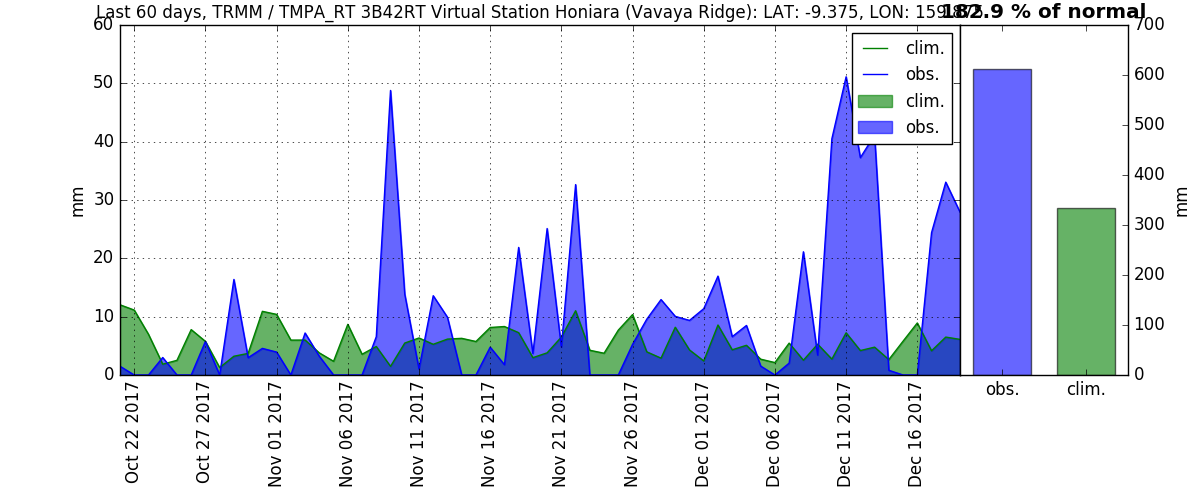 Last 60 days, TRMM / TMPA_RT 3B42RT Virtual Station Honiara (Vavaya Ridge): LAT: -9.375, LON:
182.9 % of normal
60
50
40
30
20
10
0
mm
clim.
obs.
clim.
obs.
Oct 22 2017
Oct 27 2017
Nov 01 2017
Nov 06 2017
Nov 11 2017
Nov 16 2017
Nov 21 2017
Nov 26 2017
Dec 01 2017
Dec 06 2017
Dec 11 2017
Dec 16 2017
700
600
500
400
300
200
100
0
mm
obs.
clim.